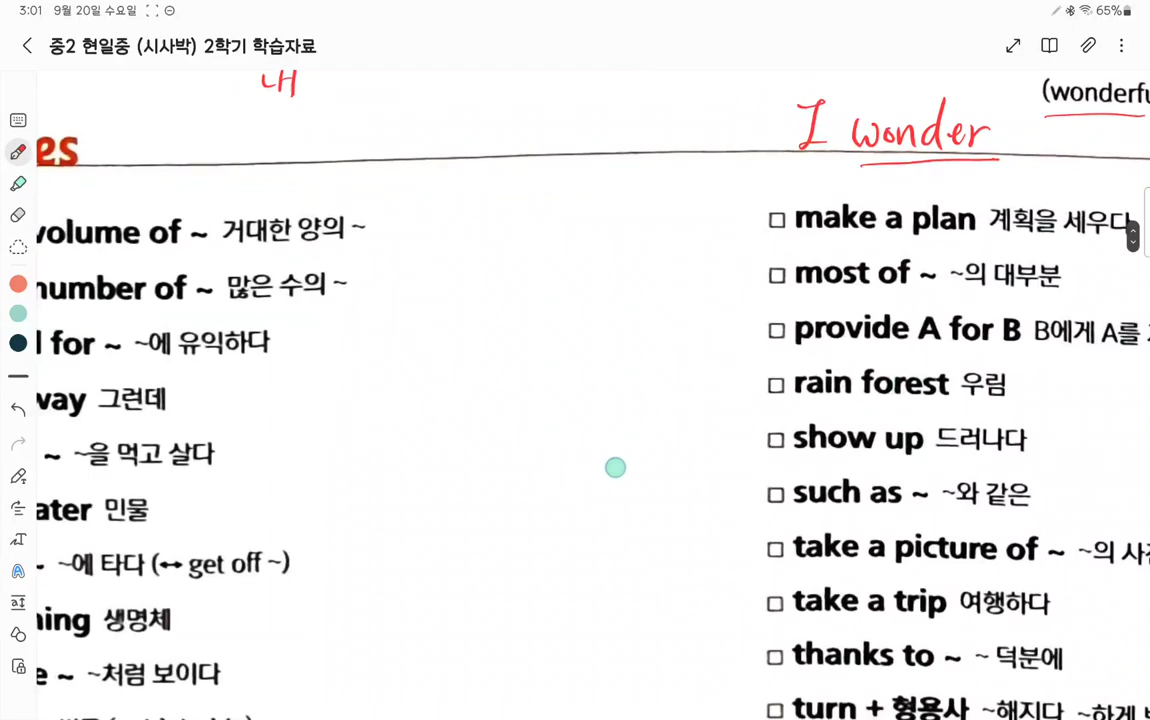 3:01 9월 20일 수요일 65%
중2 현일중 (시사박) 2학기 학습자료
내
(wonderfu
I wonder
es
volume of ~ 거대한 양의 ~
number of ~ 많은 수의 ~
for ~ ~에 유익하다
way 그런데
~ ~을 먹고 살다
ater 민물
~에 타다 (↔ get off ~)
ning 생명체
e ~ ~처럼 보이다
□ make a plan 계획을 세우다
□ most of ~ ~의 대부분
□ provide A for B B에게 A를
□ rain forest 우림
□ show up 드러나다
□ such as ~ ~와 같은
□ take a picture of ~ ~의 사진
□ take a trip 여행하다
□ thanks to ~ ~ 덕분에
□ turn + 형용사 ~해지다, ~하게